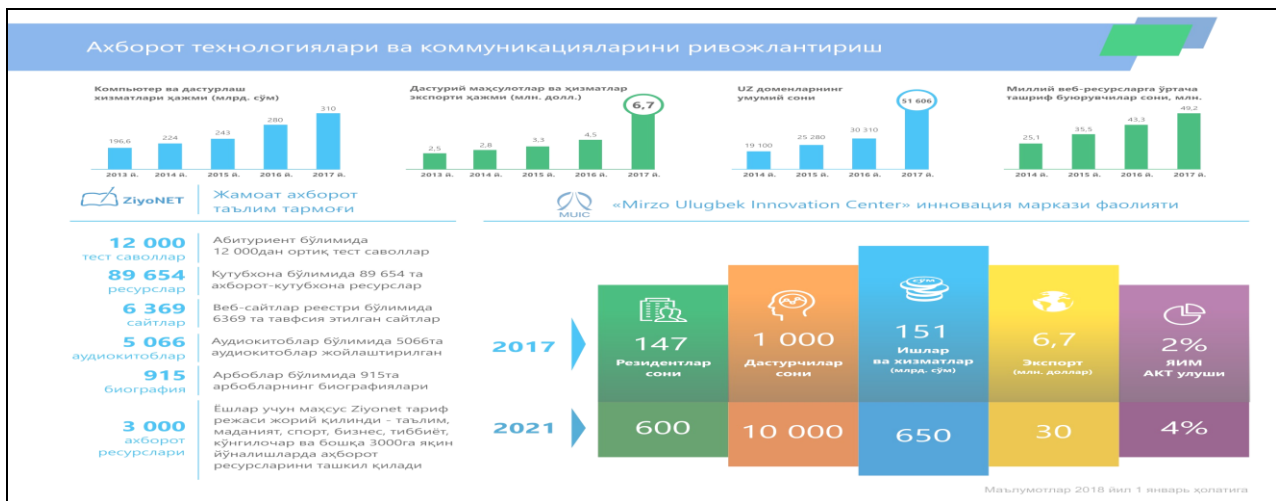 Ахборот технологиялари ва коммуникацияларини ривожлантириш
Компьютер ва дастурлаш
хизматлари ҳажми (млрд. сўм)
196,6
224
243
280
310
2013 й.
2014 й.
2015 й.
2016 й.
2017 й.
Дастурий маҳсулотлар ва ҳизматлар
экспорти ҳажми (млн. долл.)
2,5
2,8
3,3
4,5
6,7
2013 й.
2014 й.
2015 й.
2016 й.
2017 й.
UZ доменларнинг
умумий сони
19 100
25 280
30 310
51 606
2014 й.
2015 й.
2016 й.
2017 й.
Миллий веб-ресурсларга ўртача
ташриф буюрувчилар сони, млн.
25,1
35,5
43,3
49,2
2014 й.
2015 й.
2016 й.
2017 й.
ZiyoNET
Жамоат ахборот
таълим тармоғи
12 000
тест саволлар
Абитуриент бўлимида
12 000дан ортиқ тест саволлар
89 654
ресурслар
Кутубхона бўлимида 89 654 та
ахборот-кутубхона ресурслар
6 369
сайтлар
Веб-сайтлар реестри бўлимида
6369 та тавфсия этилган сайтлар
5 066
аудиокитоблар
Аудиокитоблар бўлимида 5066та
аудиокитоблар жойлаштирилган
915
биография
Арбоблар бўлимида 915та
арбобларнинг биографиялари
3 000
ахборот
ресурслари
Ёшлар учун махсус Ziyonet тариф
режаси жорий қилинди - таълим,
маданият, спорт, бизнес, тиббиёт,
кўнгилочар ва бошқа 3000га яқин
йўналишларда аҳборот
ресурсларини ташкил қилади
MUIC
«Mirzo Ulugbek Innovation Center» инновация маркази фаолияти
2017
147
Резидентлар
сони
1 000
Дастурчилар
сони
сўм
151
Ишлар
ва хизматлар
(млрд. сўм)
6,7
Экспорт
(млн. доллар)
2%
ЯИМ
АКТ улуши
2021
600
10 000
650
30
4%
Маълумотлар 2018 йил 1 январь ҳолатига